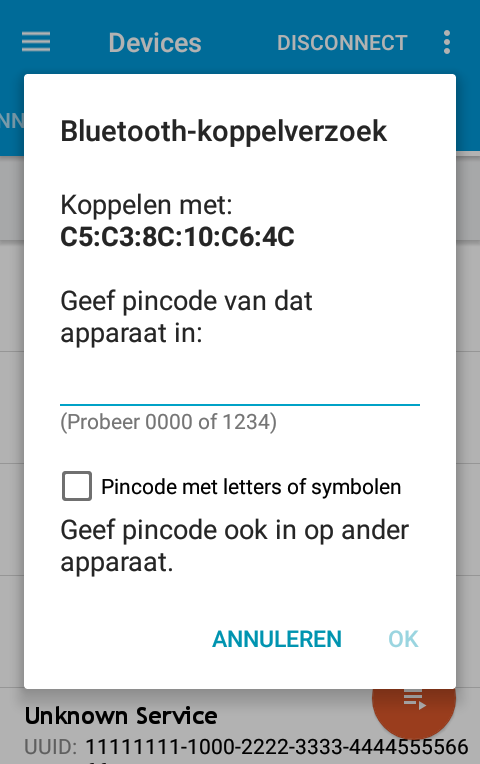 Devices
DISCONNECT
NN
Bluetooth-koppelverzoek
Koppelen met:
C5:C3:8C:10:C6:4C
Geef pincode van dat
apparaat in:
(Probeer 0000 of 1234)
Pincode met letters of symbolen
Geef pincode ook in op ander
apparaat.
ANNULEREN
OK
Unknown Service
UUID: 11111111-1000-2222-3333-4444555566